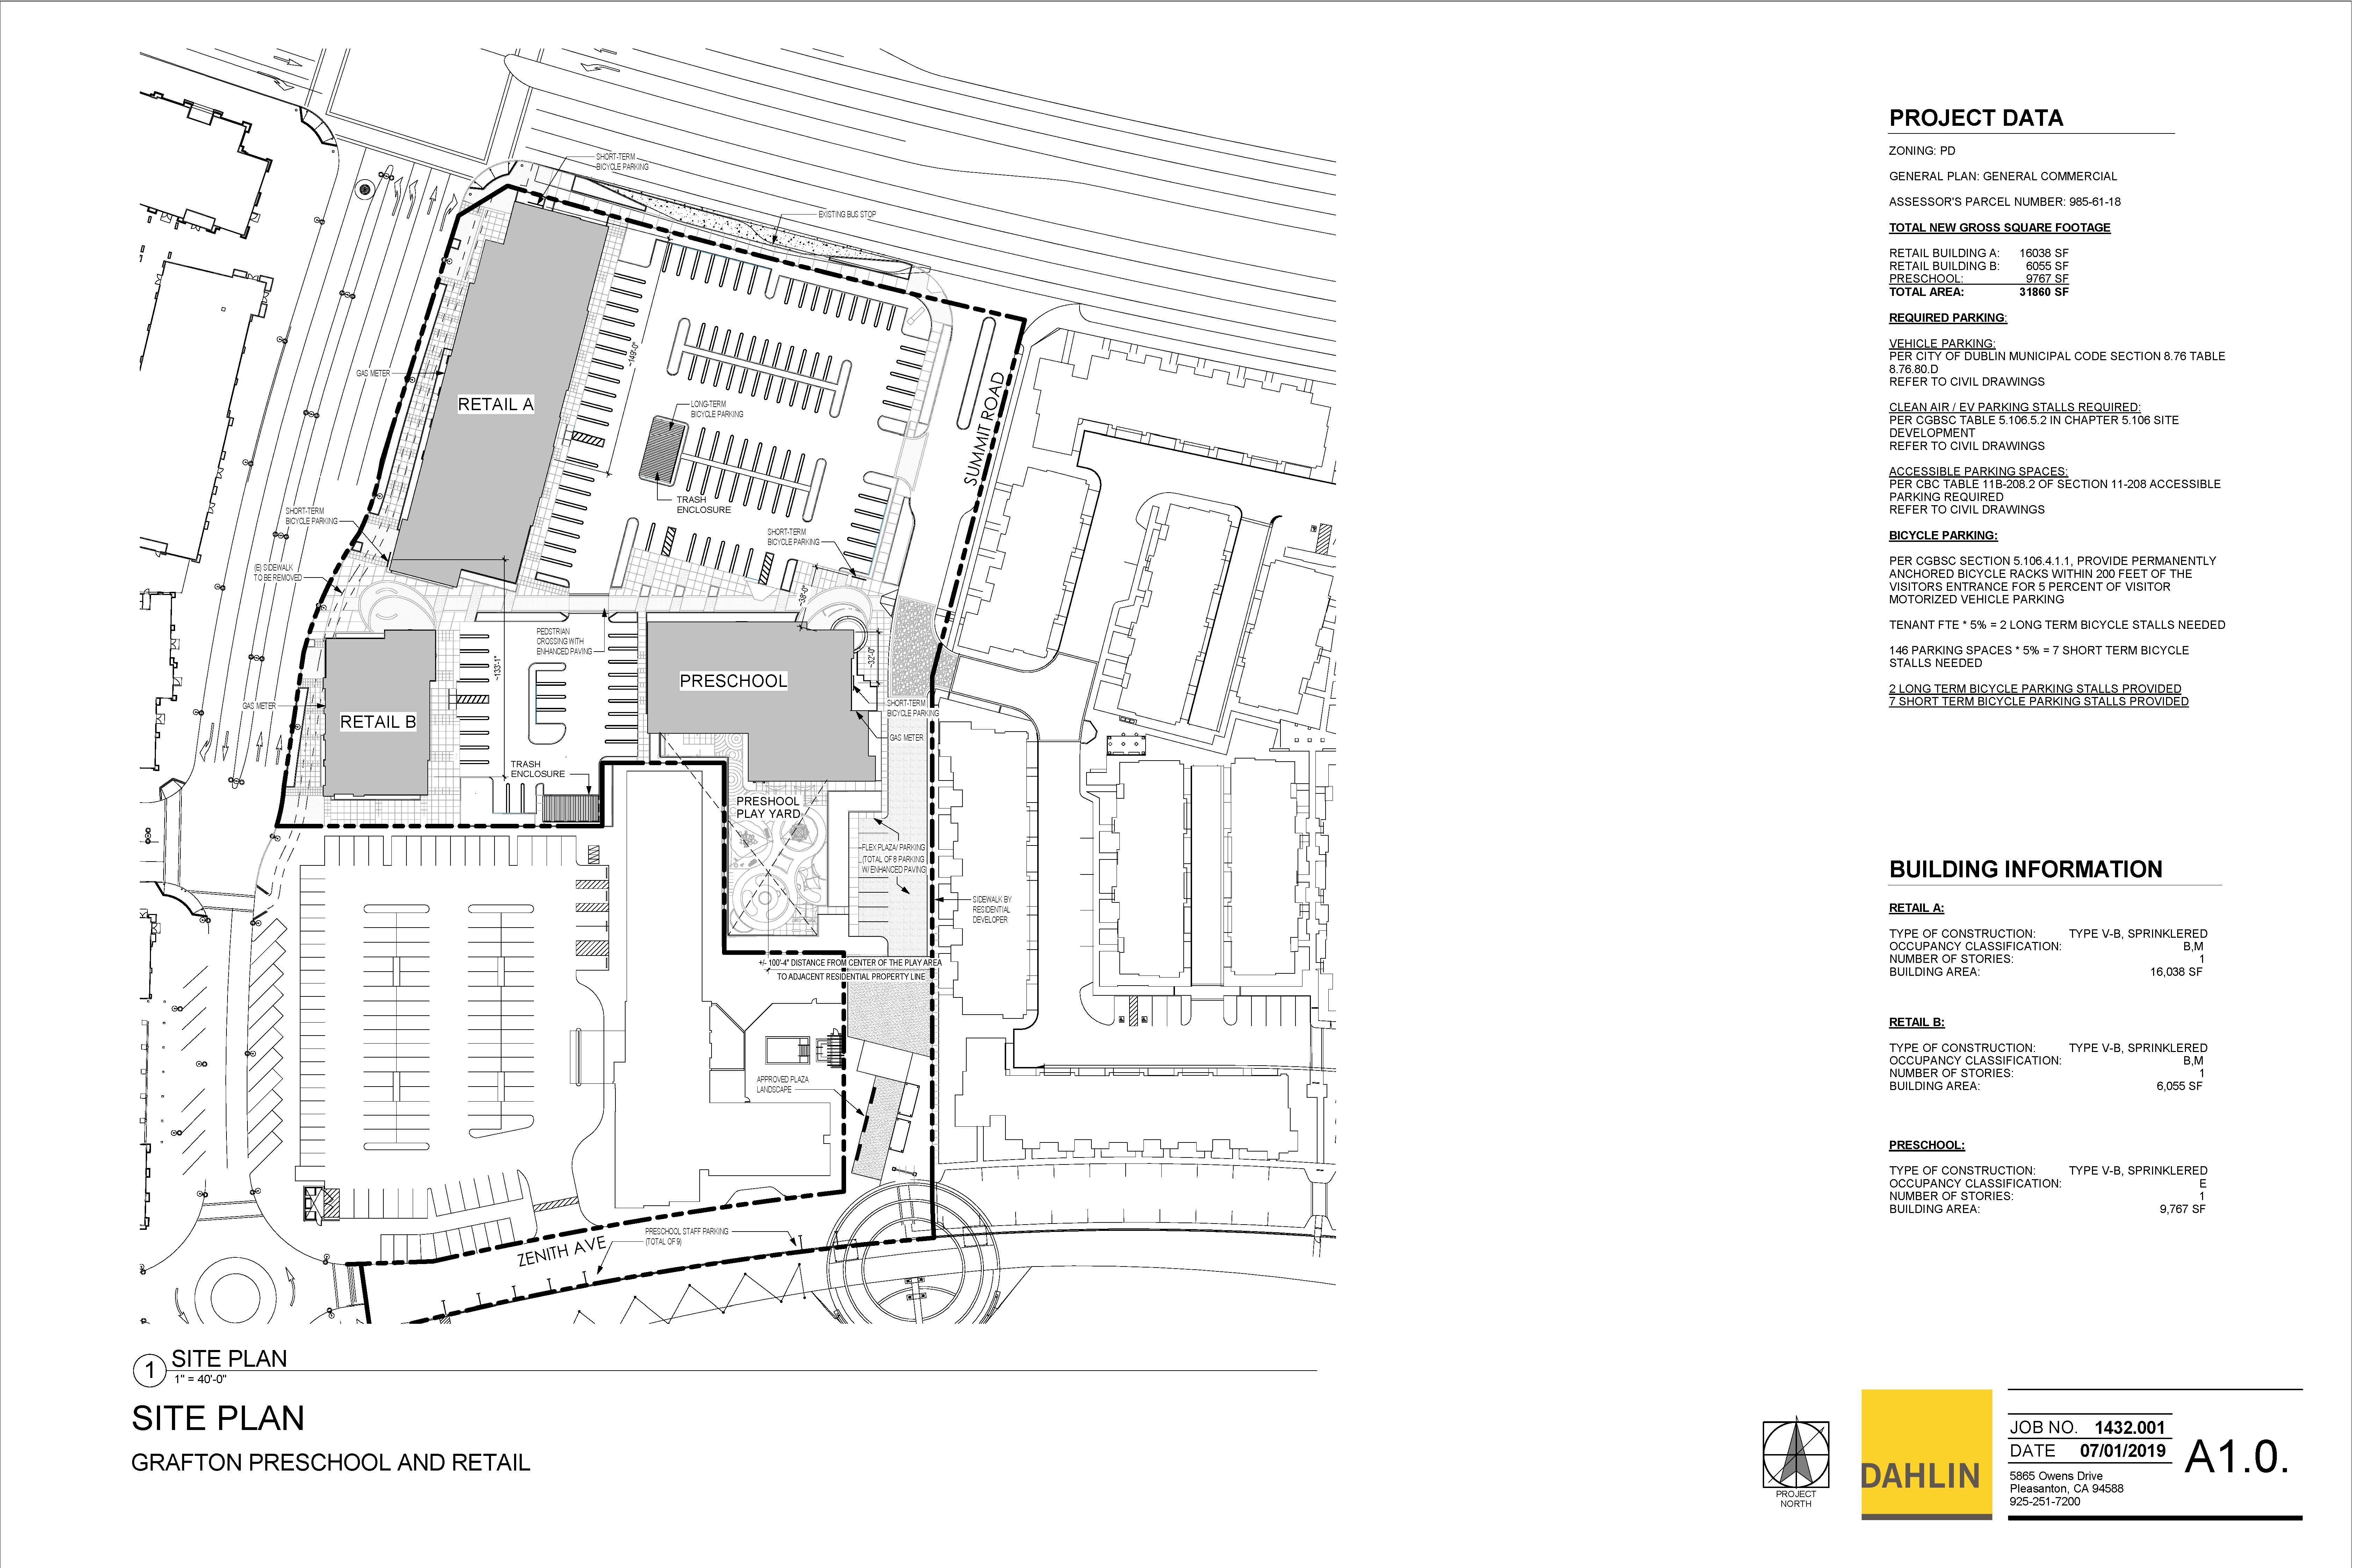 SHORT-TERM
BICYCLE PARKING
EXISTING BUS STOP
GAS METER
RETAIL A
~149'-0"
LONG-TERM
BICYCLE PARKING
SUMMIT ROAD
TRASH
ENCLOSURE
SHORT-TERM
BICYCLE PARKING
SHORT-TERM
BICYCLE PARKING
(E) SIDEWALK
TO BE REMOVED
~38'-0"
PEDSTRIAN
CROSSING WITH
ENHANCED PAVING
~133'-1"
~32'-0"
PRESCHOOL
GAS METER
RETAIL B
SHORT-TERM
BICYCLE PARKING
GAS METER
TRASH
ENCLOSURE
PRESHOOL
PLAY YARD
FLEX PLAZA/ PARKING
(TOTAL OF 8 PARKING
W/ ENHANCED PAVING
SIDEWALK BY
RESIDENTIAL
DEVELOPER
+/- 100'-4" DISTANCE FROM CENTER OF THE PLAY AREA
TO ADJACENT RESIDENTIAL PROPERTY LINE
APPROVED PLAZA
LANDSCAPE
PRESCHOOL STAFF PARKING
(TOTAL OF 9)
ZENITH AVE
1
SITE PLAN
1" = 40'-0"
SITE PLAN
GRAFTON PRESCHOOL AND RETAIL
PROJECT DATA
ZONING: PD
GENERAL PLAN: GENERAL COMMERCIAL
ASSESSOR'S PARCEL NUMBER: 985-61-18
TOTAL NEW GROSS SQUARE FOOTAGE
RETAIL BUILDING A: 16038 SF
RETAIL BUILDING B: 6055 SF
PRESCHOOL: 9767 SF
TOTAL AREA: 31860 SF
REQUIRED PARKING:
VEHICLE PARKING:
PER CITY OF DUBLIN MUNICIPAL CODE SECTION 8.76 TABLE
8.76.80.D
REFER TO CIVIL DRAWINGS
CLEAN AIR / EV PARKING STALLS REQUIRED:
PER CGBSC TABLE 5.106.5.2 IN CHAPTER 5.106 SITE
DEVELOPMENT
REFER TO CIVIL DRAWINGS
ACCESSIBLE PARKING SPACES:
PER CBC TABLE 11B-208.2 OF SECTION 11-208 ACCESSIBLE
PARKING REQUIRED
REFER TO CIVIL DRAWINGS
BICYCLE PARKING:
PER CGBSC SECTION 5.106.4.1.1, PROVIDE PERMANENTLY
ANCHORED BICYCLE RACKS WITHIN 200 FEET OF THE
VISITORS ENTRANCE FOR 5 PERCENT OF VISITOR
MOTORIZED VEHICLE PARKING
TENANT FTE * 5% = 2 LONG TERM BICYCLE STALLS NEEDED
146 PARKING SPACES * 5% = 7 SHORT TERM BICYCLE
STALLS NEEDED
2 LONG TERM BICYCLE PARKING STALLS PROVIDED
7 SHORT TERM BICYCLE PARKING STALLS PROVIDED
BUILDING INFORMATION
RETAIL A:
TYPE OF CONSTRUCTION: TYPE V-B, SPRINKLERED
OCCUPANCY CLASSIFICATION: B,M
NUMBER OF STORIES: 1
BUILDING AREA: 16,038 SF
RETAIL B:
TYPE OF CONSTRUCTION: TYPE V-B, SPRINKLERED
OCCUPANCY CLASSIFICATION: B,M
NUMBER OF STORIES: 1
BUILDING AREA: 6,055 SF
PRESCHOOL:
TYPE OF CONSTRUCTION: TYPE V-B, SPRINKLERED
OCCUPANCY CLASSIFICATION: E
NUMBER OF STORIES: 1
BUILDING AREA: 9,767 SF
PROJECT
NORTH
DAHLIN
JOB NO. 1432.001
DATE 07/01/2019
5865 Owens Drive
Pleasanton, CA 94588
925-251-7200
A1.0.